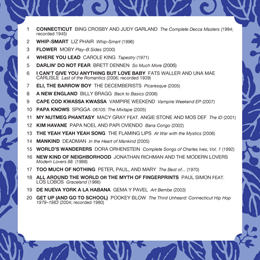 1 CONNECTICUT BING CROSBY AND JUDY GARLAND The Complete Decca Masters (1994;
recorded 1945)
2 WHIP-SMART LIZ PHAIR Whip-Smart (1996)
3 FLOWER MOBY Play–B Sides (2000)
4 WHERE YOU LEAD CAROLE KING Tapestry (1971)
5 DARLIN' DO NOT FEAR BRETT DENNEN So Much More (2006)
6 I CAN'T GIVE YOU ANYTHING BUT LOVE BABY FATS WALLER AND UNA MAE
CARLISLE Last of the Romantics (2006; recorded 1939)
7 ELI, THE BARROW BOY THE DECEMBERISTS Picaresque (2005)
8 A NEW ENGLAND BILLY BRAGG Back to Basics (2006)
9 CAPE COD KWASSA KWASSA VAMPIRE WEEKEND Vampire Weekend EP (2007)
10 PAPA KNOWS SPIGGA The Mixtape (2005)
11 MY NUTMEG PHANTASY MACY GRAY FEAT. ANGIE STONE AND MOS DEF The ID (2001)
12 KIM HAVANE PAPA NOEL AND PAPI OVIENDO Bana Congo (2002)
13 THE YEAH YEAH YEAH SONG THE FLAMING LIPS At War with the Mystics (2006)
14 MANKIND DEADMAN In the Heart of Mankind (2005)
15 WORLD'S WANDERERS DORA OHRENSTEIN Complete Songs of Charles Ives, Vol. 1 (1992)
16 NEW KIND OF NEIGHBORHOOD JONATHAN RICHMAN AND THE MODERN LOVERS
Modern Lovers 88 (1988)
17 TOO MUCH OF NOTHING PETER, PAUL, AND MARY The Best of... (1970)
18 ALL AROUND THE WORLD OR THE MYTH OF FINGERPRINTS PAUL SIMON FEAT.
LOS LOBOS Graceland (1986)
19 DE NUEVA YORK A LA HABANA GEMA Y PAVEL Art Bembe (2003)
20 GET UP (AND GO TO SCHOOL) POOKEY BLOW The Third Unheard: Connecticut Hip Hop
1979–1983 (2004; recorded 1980)